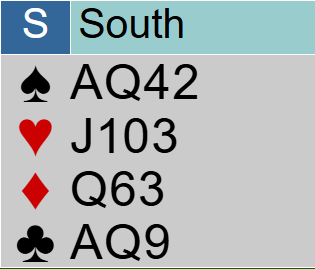 S South
♠ AQ42
♥ J103
♦ Q63
♣ AQ9